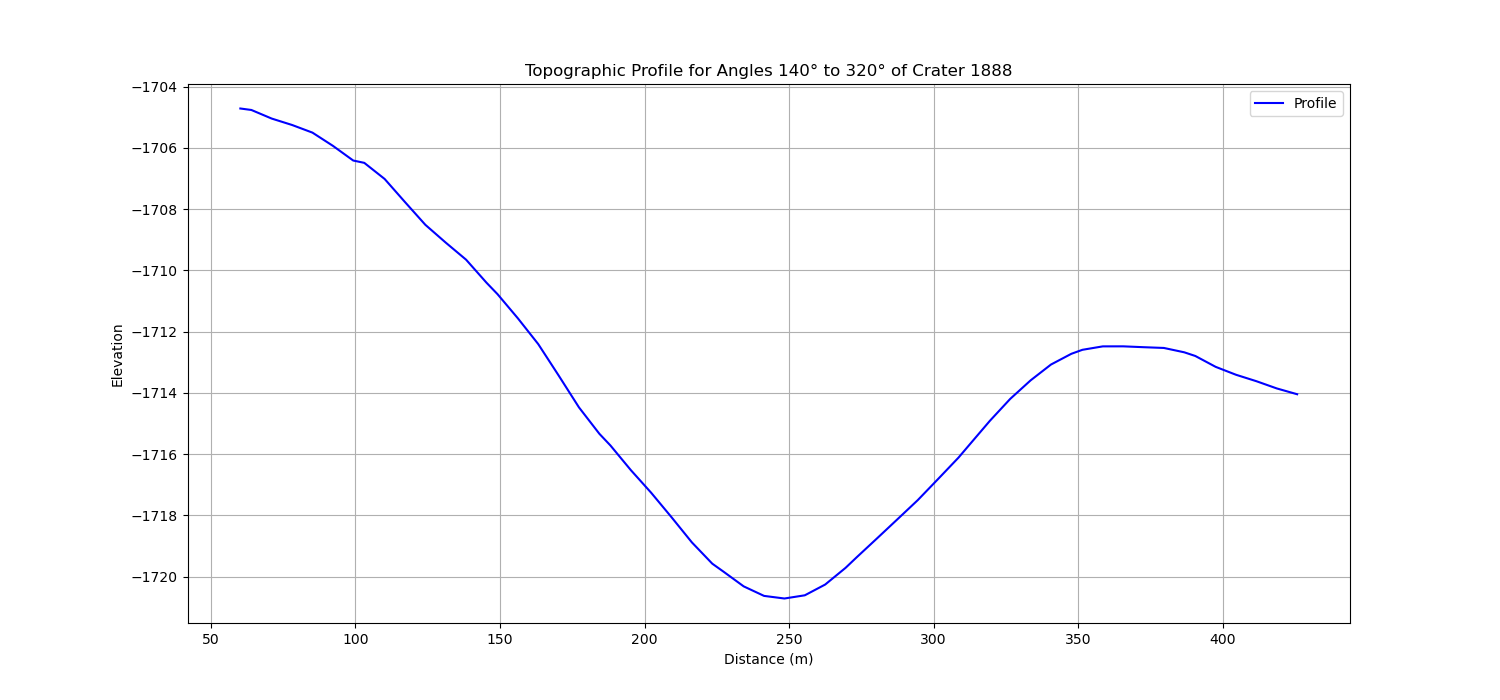 Topographic Profile for Angles 140° to 320° of Crater 1888
Profile
−1704
−1706
−1708
−1710
−1712
−1714
−1716
−1718
−1720
Elevation
50 100 150 200 250 300 350 400
Distance (m)